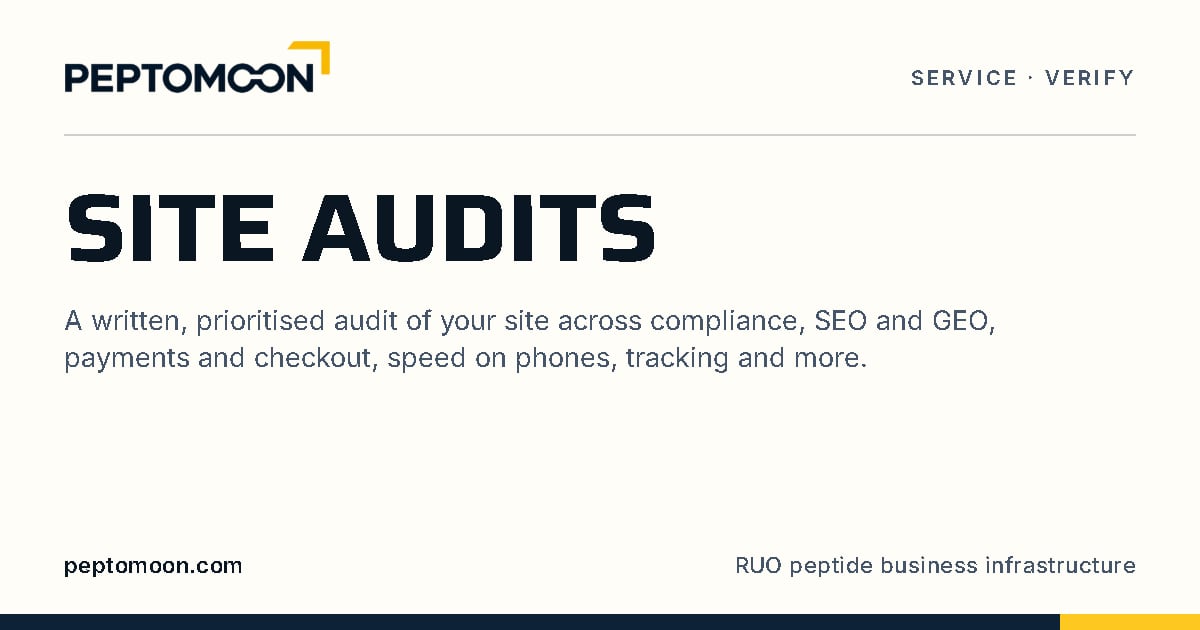 PEPTOMOON
SERVICE · VERIFY
SITE AUDITS
A written, prioritised audit of your site across compliance, SEO and GEO,
payments and checkout, speed on phones, tracking and more.
peptomoon.com
RUO peptide business infrastructure